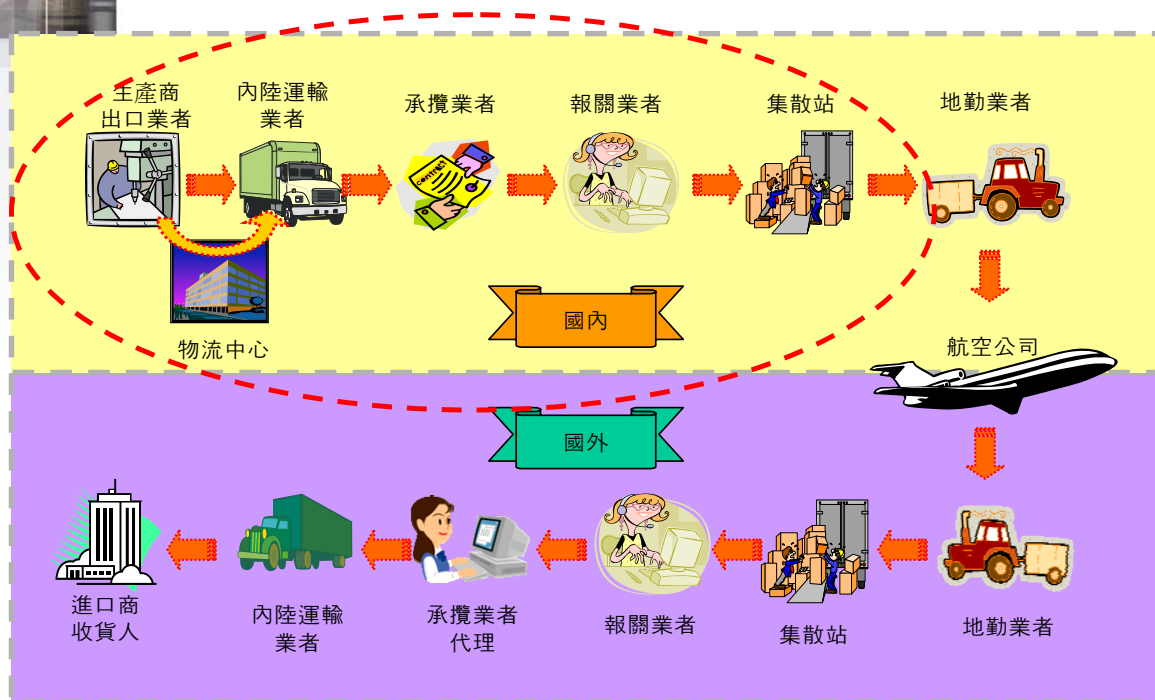 生產商
出口業者
內陸運輸
業者
承攬業者
報關業者
集散站
地勤業者
contract
物流中心
國內
航空公司
國外
進口商
收貨人
內陸運輸
業者
承攬業者
代理
報關業者
集散站
地勤業者